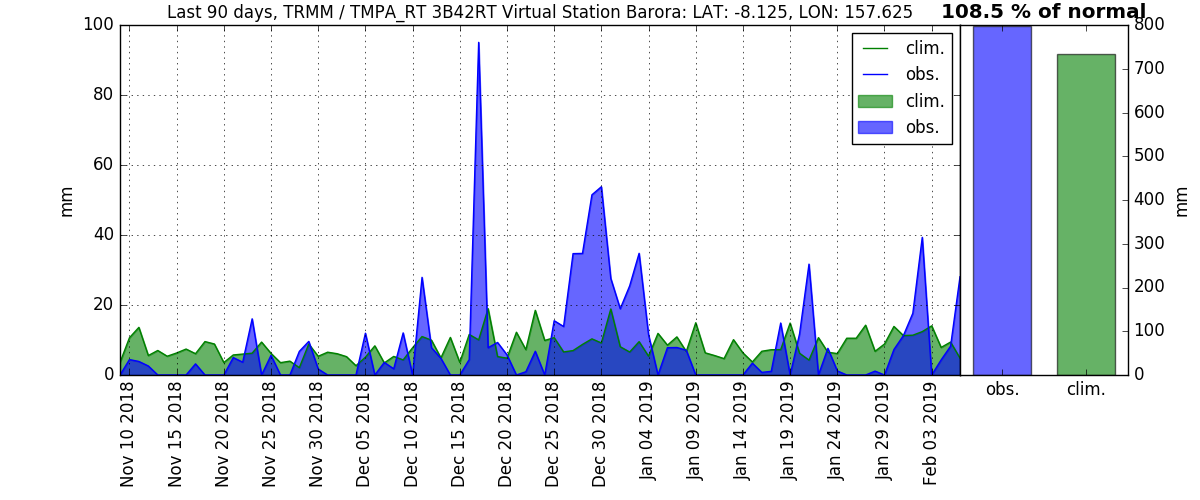 Last 90 days, TRMM / TMPA_RT 3B42RT Virtual Station Barora: LAT: -8.125, LON: 157.625
108.5 % of normal
clim.
obs.
clim.
obs.
mm
100
80
60
40
20
0
Nov 10 2018
Nov 15 2018
Nov 20 2018
Nov 25 2018
Nov 30 2018
Dec 05 2018
Dec 10 2018
Dec 15 2018
Dec 20 2018
Dec 25 2018
Dec 30 2018
Jan 04 2019
Jan 09 2019
Jan 14 2019
Jan 19 2019
Jan 24 2019
Jan 29 2019
Feb 03 2019
obs.
clim.
800
700
600
500
400
300
200
100
0
mm